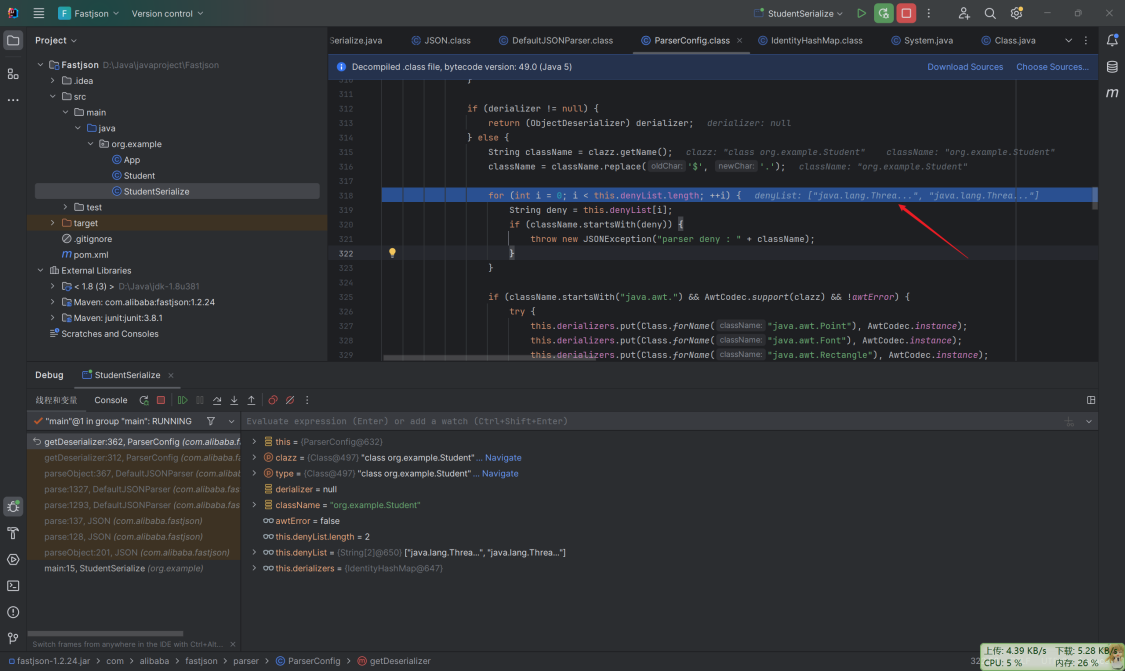 Fastjson
Version control
StudentSerialize
Project
Serialize.java
JSON.class
DefaultJSONParser.class
ParserConfig.class
IdentityHashMap.class
System.java
Class.java
Decompiled .class file, bytecode version: 49.0 (Java 5)
Download Sources
Choose Sources...
Fastjson D:\Java\javaproject\Fastjson
.idea
src
main
java
org.example
App
Student
StudentSerialize
test
target
.gitignore
pom.xml
External Libraries
< 1.8 (3) > D:\Java\jdk-1.8u381
Maven: com.alibaba:fastjson:1.2.24
Maven: junit:junit:3.8.1
Scratches and Consoles
310 }
311
312 if (derializer != null) {
313 return (ObjectDeserializer) derializer; derializer: null
314 } else {
315 String className = clazz.getName(); clazz: "class org.example.Student" className: "org.example.Student"
316 className = className.replace( oldChar: '$', newChar: '.'); className: "org.example.Student"
317
318 for (int i = 0; i < this.denyList.length; ++i) { denyList: ["java.lang.Threa...", "java.lang.Threa..."]
319 String deny = this.denyList[i];
320 if (className.startsWith(deny)) {
321 throw new JSONException("parser deny : " + className);
322 }
323 }
324
325 if (className.startsWith("java.awt.") && AwtCodec.support(clazz) && !awtError) {
326 try {
327 this.derializers.put(Class.forName( className: "java.awt.Point"), AwtCodec.instance);
328 this.derializers.put(Class.forName( className: "java.awt.Font"), AwtCodec.instance);
329 this.derializers.put(Class.forName( className: "java.awt.Rectangle"), AwtCodec.instance);
Debug
StudentSerialize
线程和变量
Console
"main"@1 in group "main": RUNNING
Evaluate expression (Enter) or add a watch (Ctrl+Shift+Enter)
getDeserializer:362, ParserConfig (com.alibaba.f
getDeserializer:312, ParserConfig (com.alibaba.f
parseObject:367, DefaultJSONParser (com.alibaba
parse:1327, DefaultJSONParser (com.alibaba.fas
parse:1293, DefaultJSONParser (com.alibaba.fas
parse:137, JSON (com.alibaba.fastjson)
parse:128, JSON (com.alibaba.fastjson)
parseObject:201, JSON (com.alibaba.fastjson)
main:15, StudentSerialize (org.example)
Switch frames from anywhere in the IDE with Ctrl+Alt...
this = {ParserConfig@632}
clazz = {Class@497} "class org.example.Student" ... Navigate
type = {Class@497} "class org.example.Student" ... Navigate
derializer = null
className = "org.example.Student"
awtError = false
this.denyList.length = 2
this.denyList = {String[2]@650} ["java.lang.Threa...", "java.lang.Threa..."]
this.derializers = {IdentityHashMap@647}
fastjson-1.2.24.jar > com > alibaba > fastjson > parser > ParserConfig > getDeserializer
上传: 4.39 KB/s 下载: 5.28 KB/s
CPU: 5 % 内存: 26 %